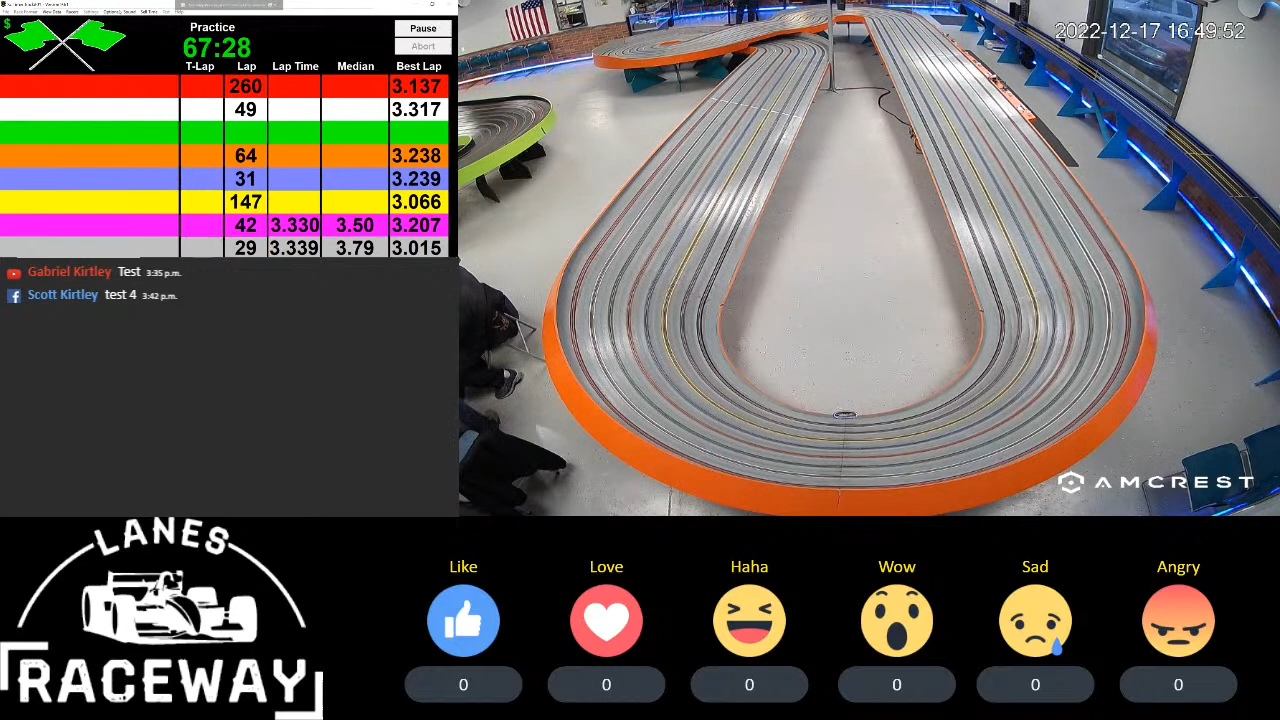 Practice
67:28
Pause
Abort
T-Lap Lap Lap Time Median Best Lap
260 3.137
49 3.317
64 3.238
31 3.239
147 3.066
42 3.330 3.50 3.207
29 3.339 3.79 3.015
Gabriel Kirtley Test 3:35 p.m.
Scott Kirtley test 4 3:42 p.m.
2022-12-17 16:49:52
AMCREST
LANES
RACEWAY
Like Love Haha Wow Sad Angry
0 0 0 0 0 0